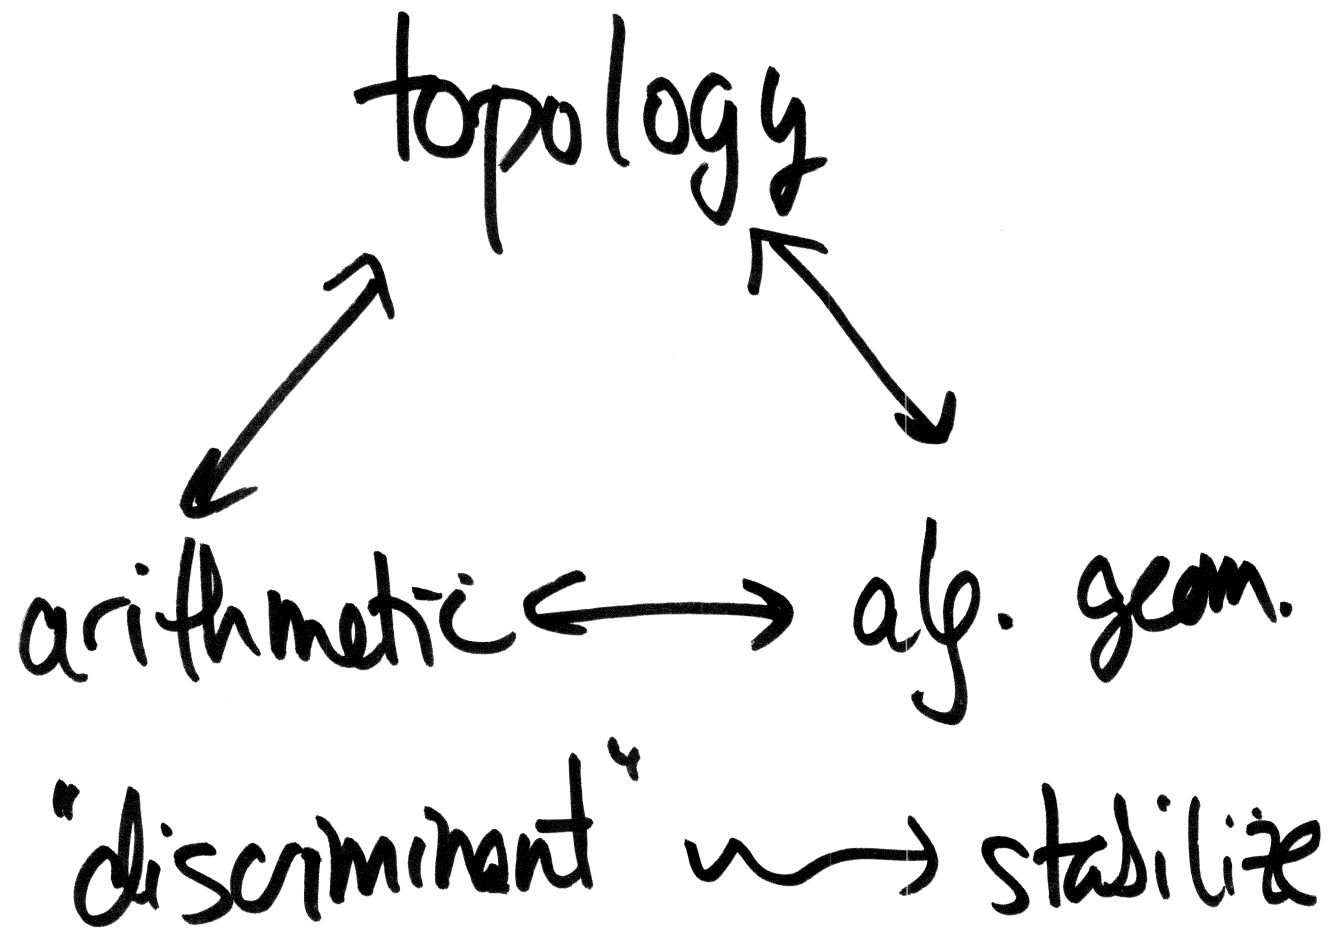 topology
arithmetic ↔ alg. geom.
"discriminant" ⇝ stabilize